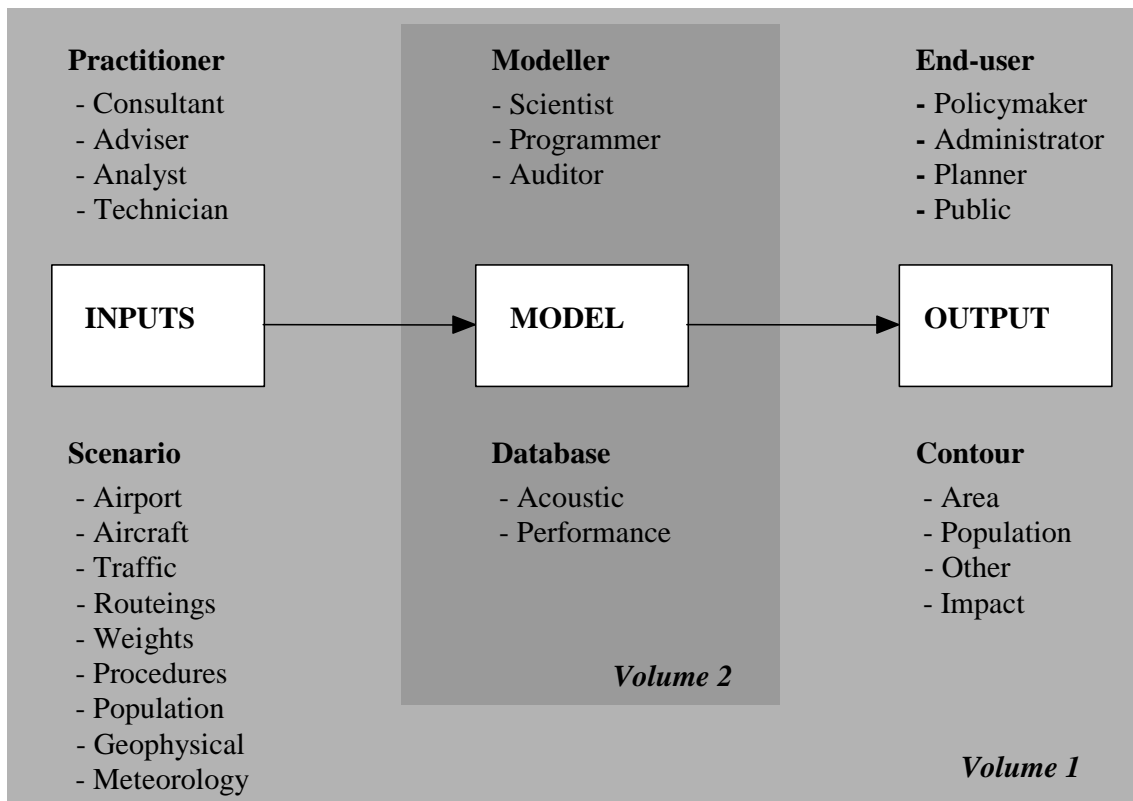 Practitioner
- Consultant
- Adviser
- Analyst
- Technician
Modeller
- Scientist
- Programmer
- Auditor
End-user
- Policymaker
- Administrator
- Planner
- Public
INPUTS
MODEL
OUTPUT
Scenario
- Airport
- Aircraft
- Traffic
- Routeings
- Weights
- Procedures
- Population
- Geophysical
- Meteorology
Database
- Acoustic
- Performance
Volume 2
Contour
- Area
- Population
- Other
- Impact
Volume 1